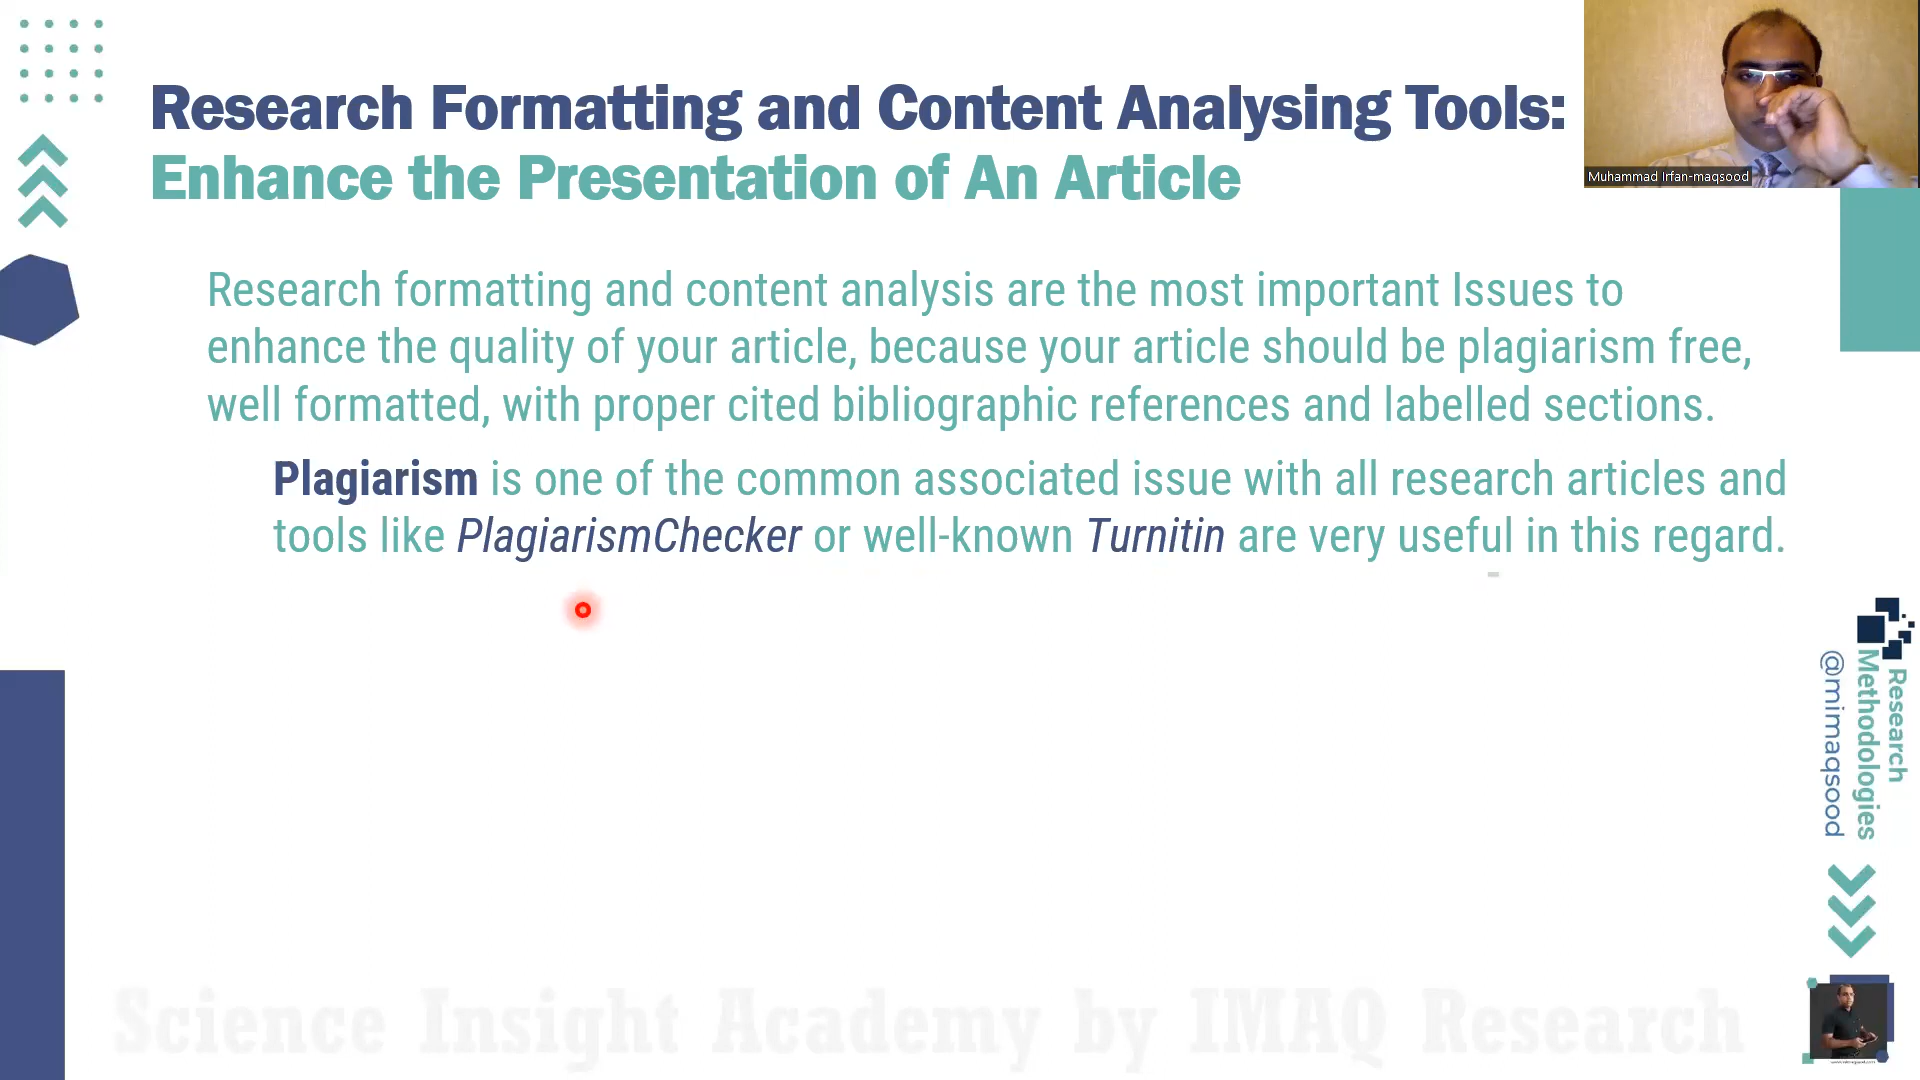 Research Formatting and Content Analysing Tools:
Enhance the Presentation of An Article
Muhammad Irfan-maqsood
Research formatting and content analysis are the most important Issues to
enhance the quality of your article, because your article should be plagiarism free,
well formatted, with proper cited bibliographic references and labelled sections.
Plagiarism is one of the common associated issue with all research articles and
tools like PlagiarismChecker or well-known Turnitin are very useful in this regard.
Research
Methodologies
@mimaqsood
Science Insight Academy by IMAQ Research